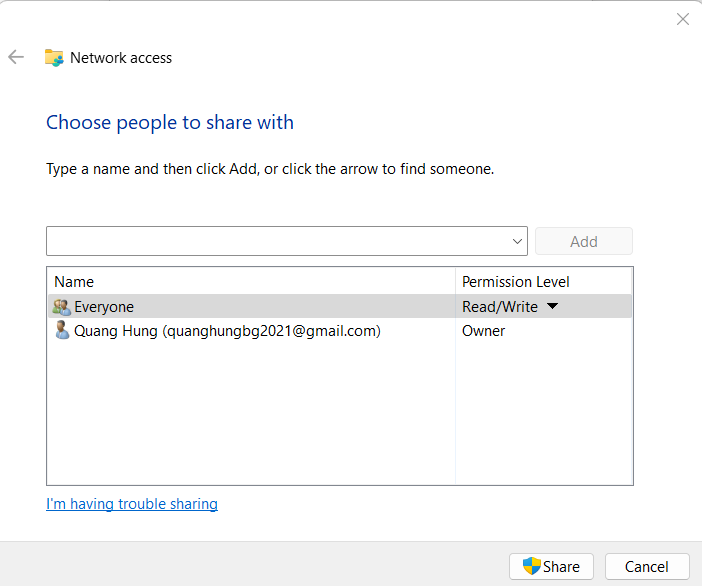 Network access
Choose people to share with
Type a name and then click Add, or click the arrow to find someone.
Add
Name Permission Level
Everyone Read/Write
Quang Hung (quanghungbg2021@gmail.com) Owner
I'm having trouble sharing
Share Cancel